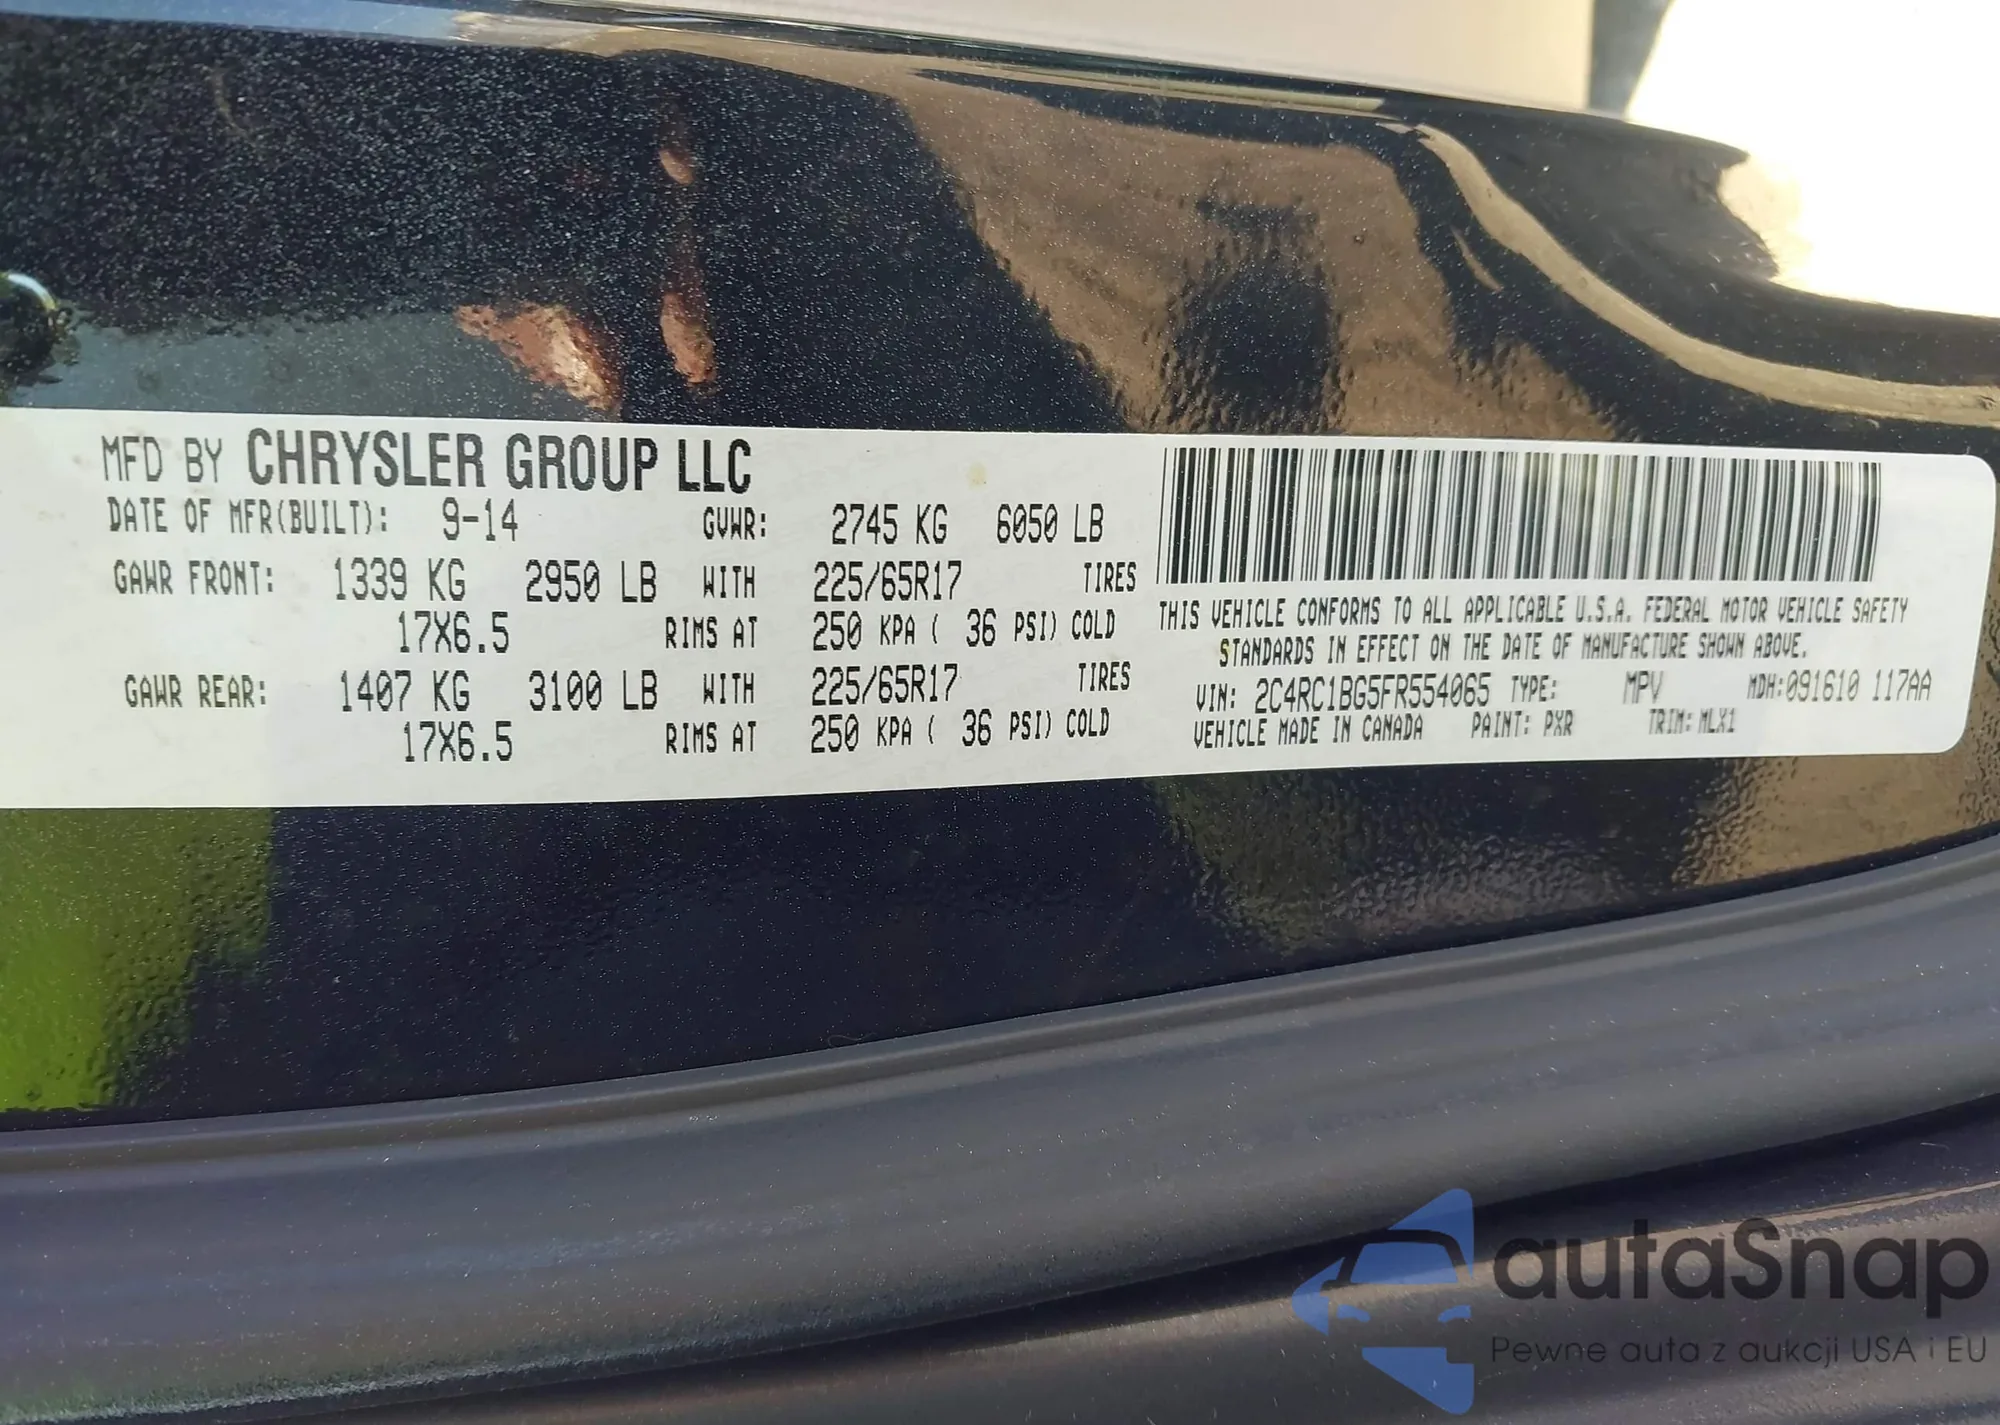 MFD BY CHRYSLER GROUP LLC
DATE OF MFR(BUILT): 9-14 GVWR: 2745 KG 6050 LB
GAWR FRONT: 1339 KG 2950 LB WITH 225/65R17 TIRES
17X6.5 RIMS AT 250 KPA ( 36 PSI) COLD
GAWR REAR: 1407 KG 3100 LB WITH 225/65R17 TIRES
17X6.5 RIMS AT 250 KPA ( 36 PSI) COLD
THIS VEHICLE CONFORMS TO ALL APPLICABLE U.S.A. FEDERAL MOTOR VEHICLE SAFETY
STANDARDS IN EFFECT ON THE DATE OF MANUFACTURE SHOWN ABOVE.
VIN: 2C4RC1BG5FR554065 TYPE: MPV MDH:091610 117AA
VEHICLE MADE IN CANADA PAINT: PXR TRIM: MLX1
autaSnap
Pewne auta z aukcji USA i EU